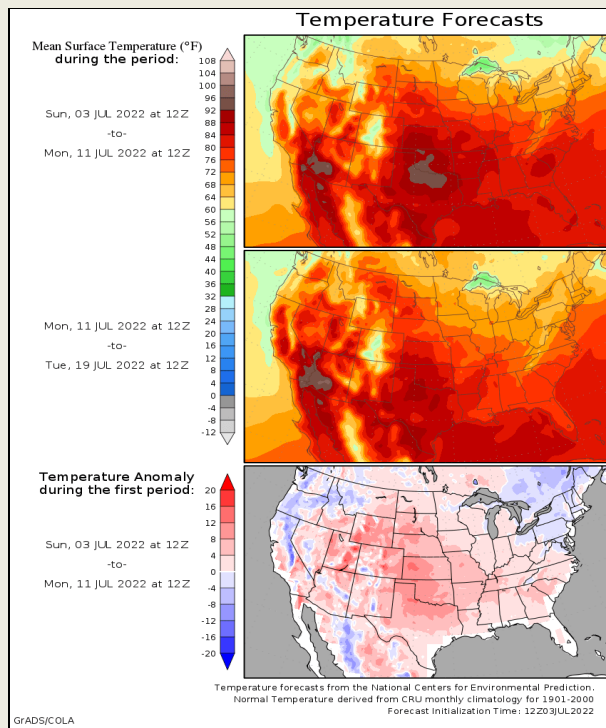 Temperature Forecasts
Mean Surface Temperature (°F)
during the period:
Sun, 03 JUL 2022 at 12Z
-to-
Mon, 11 JUL 2022 at 12Z
108
104
100
96
92
88
84
80
76
72
68
64
60
56
52
48
44
40
36
32
28
24
20
16
12
8
4
0
-4
-8
-12
Mon, 11 JUL 2022 at 12Z
-to-
Tue, 19 JUL 2022 at 12Z
Temperature Anomaly
during the first period:
Sun, 03 JUL 2022 at 12Z
-to-
Mon, 11 JUL 2022 at 12Z
20
16
12
8
4
0
-4
-8
-12
-16
-20
Temperature forecasts from the National Centers for Environmental Prediction.
Normal Temperature derived from CRU monthly climatology for 1901-2000
Forecast Initialization Time: 12Z03JUL2022
GrADS/COLA